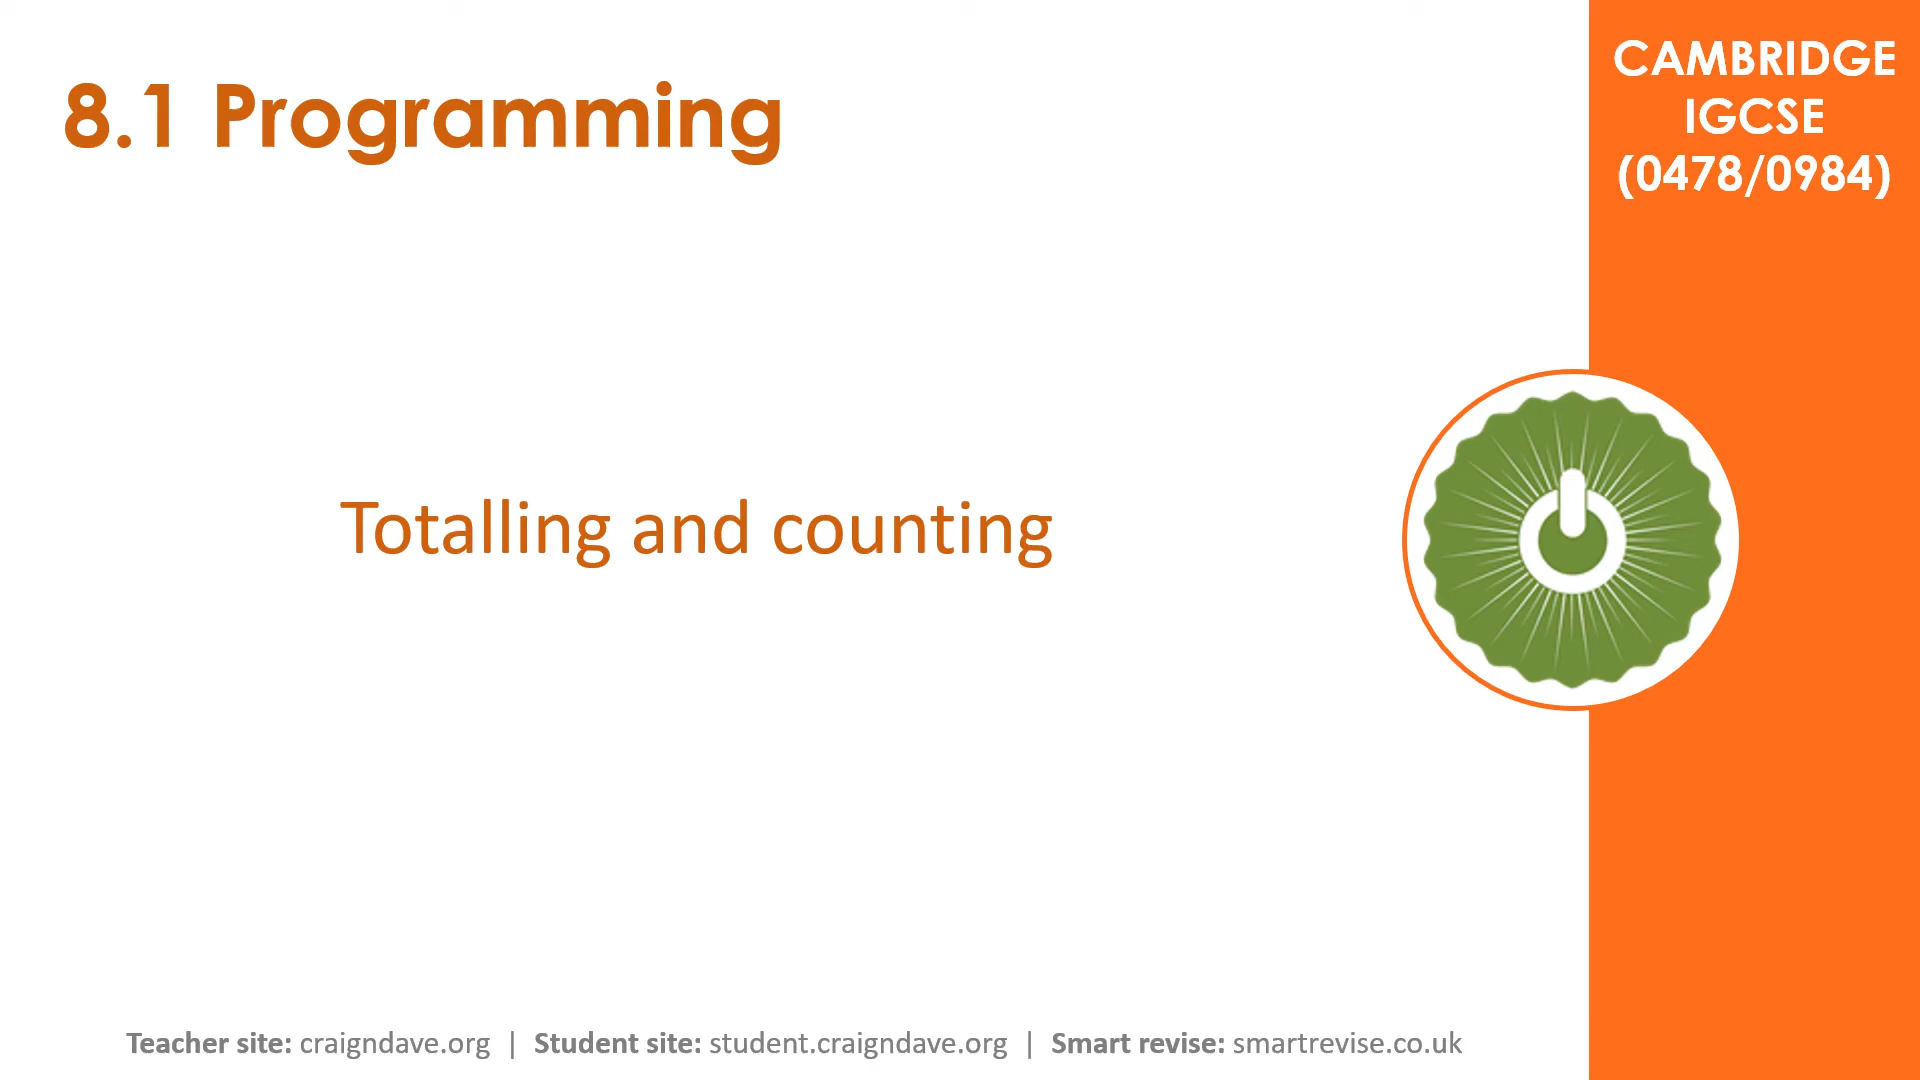 8.1 Programming
CAMBRIDGE
IGCSE
(0478/0984)
Totalling and counting
Teacher site: craigndave.org | Student site: student.craigndave.org | Smart revise: smartrevise.co.uk